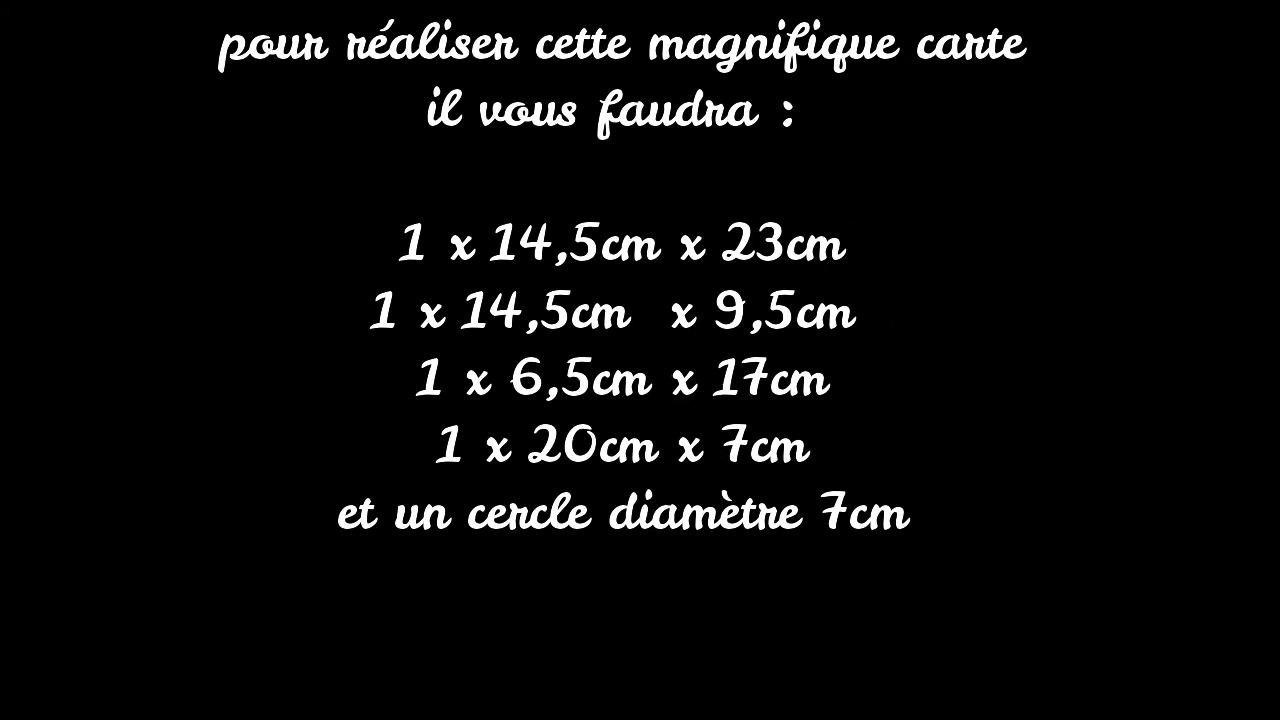 pour réaliser cette magnifique carte
il vous faudra :
1 x 14,5cm x 23cm
1 x 14,5cm x 9,5cm
1 x 6,5cm x 17cm
1 x 20cm x 7cm
et un cercle diamètre 7cm